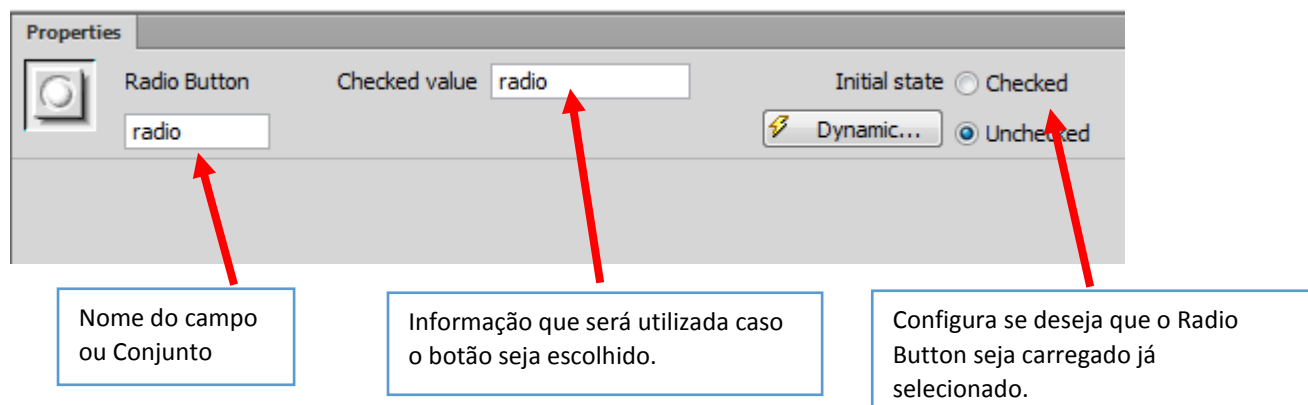 Properties
Radio Button Checked value radio Initial state Checked
radio Dynamic... Unchecked
Nome do campo
ou Conjunto
Informação que será utilizada caso
o botão seja escolhido.
Configura se deseja que o Radio
Button seja carregado já
selecionado.